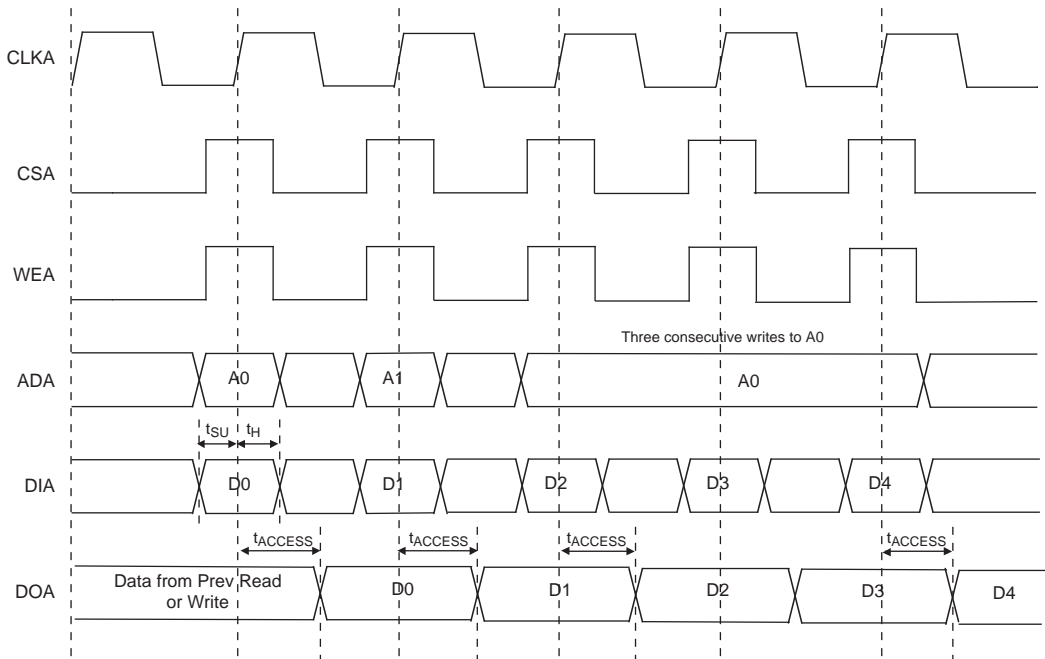 CLKA
CSA
WEA
Three consecutive writes to A0
ADA A0 A1 A0
tSU tH
DIA D0 D1 D2 D3 D4
tACCESS tACCESS tACCESS tACCESS
DOA Data from Prev Read
or Write D0 D1 D2 D3 D4